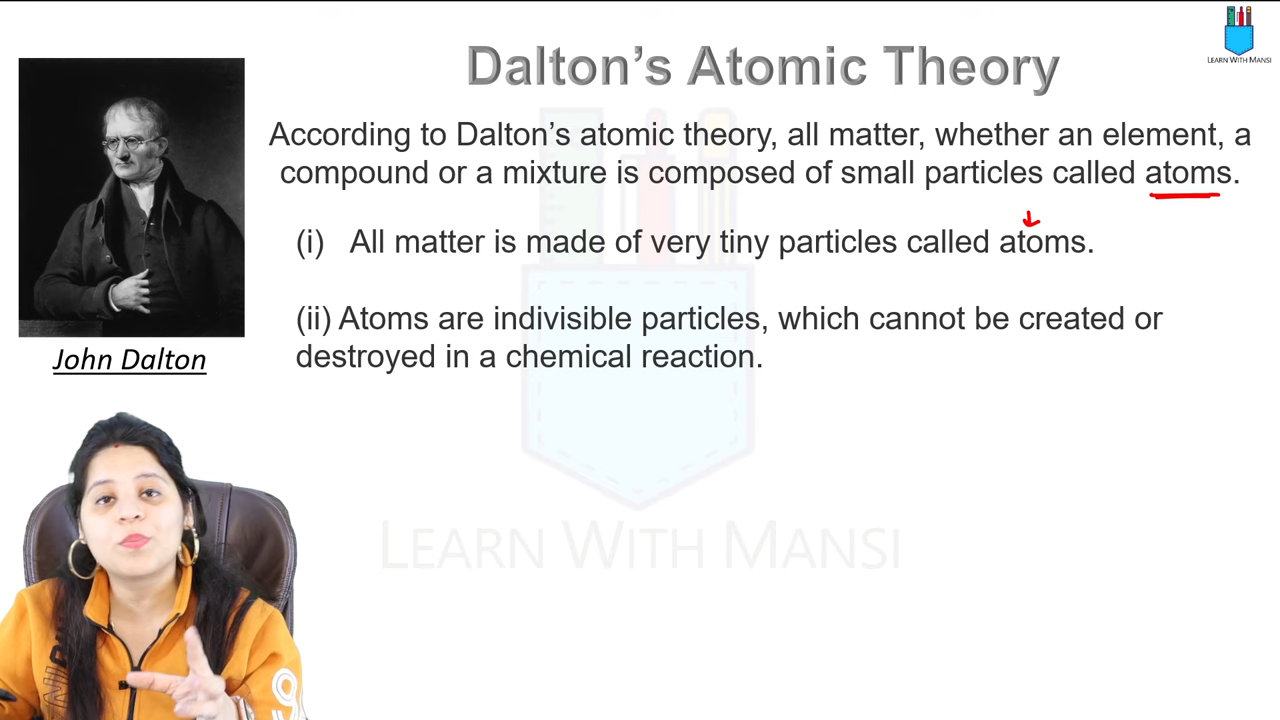 Dalton's Atomic Theory
LEARN WITH MANSI
According to Dalton's atomic theory, all matter, whether an element, a
compound or a mixture is composed of small particles called atoms.
(i) All matter is made of very tiny particles called atoms.
(ii) Atoms are indivisible particles, which cannot be created or
destroyed in a chemical reaction.
John Dalton
LEARN WITH MANSI